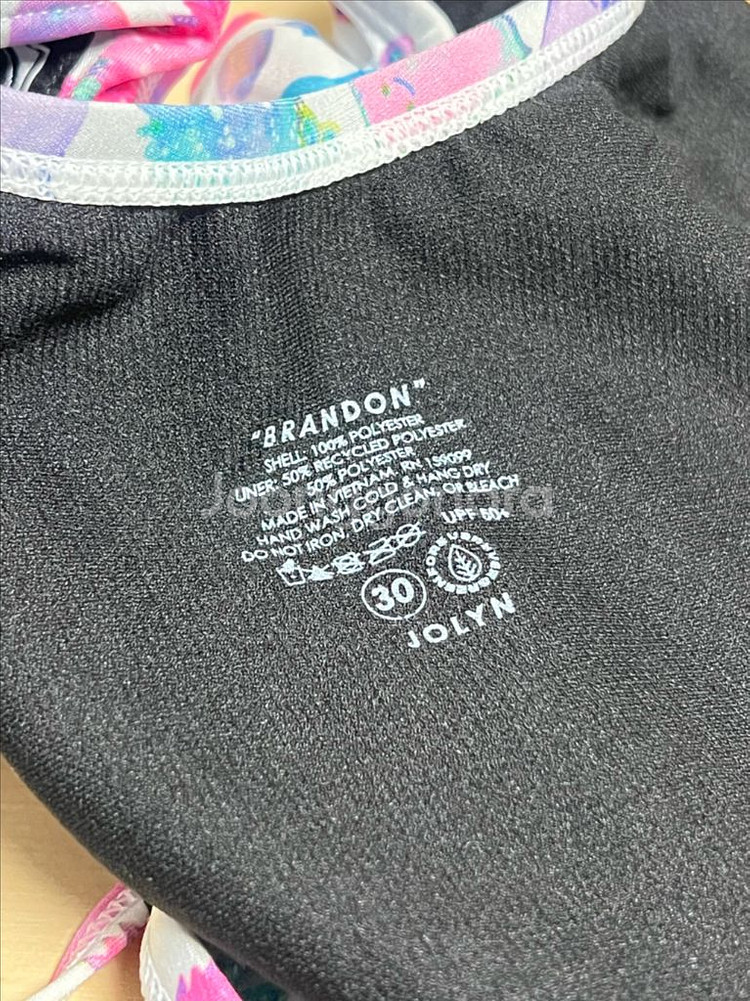 "BRANDON"
SHELL: 100% POLYESTER
LINER: 50% RECYCLED POLYESTER
50% POLYESTER
MADE IN VIETNAM, RN 159099
HAND WASH COLD & HANG DRY
DO NOT IRON, DRY CLEAN, OR BLEACH
UPF 50+
30
JOLYN